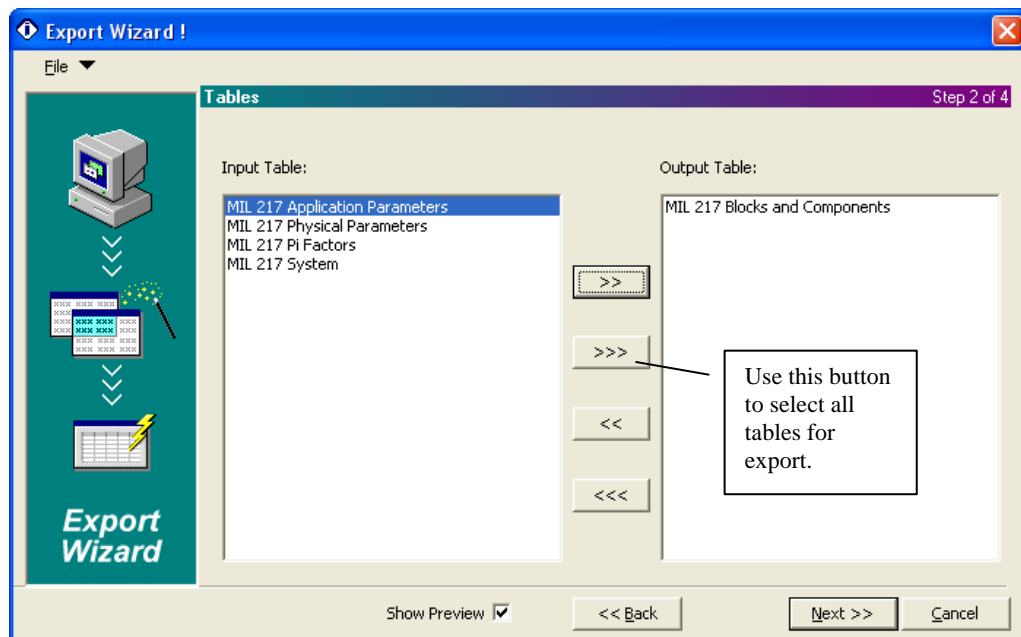 Export Wizard !
File
Tables
Step 2 of 4
Input Table:
Output Table:
MIL 217 Application Parameters
MIL 217 Physical Parameters
MIL 217 Pi Factors
MIL 217 System
MIL 217 Blocks and Components
>>
>>>
<<
<<<
Use this button
to select all
tables for
export.
Export
Wizard
Show Preview
<< Back
Next >>
Cancel